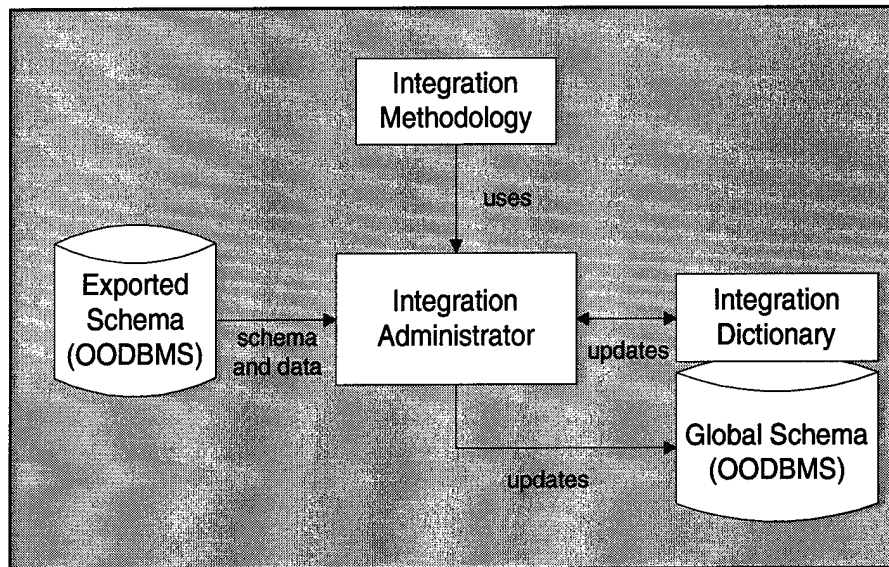 Integration
Methodology
uses
Exported
Schema
(OODBMS)
schema
and data
Integration
Administrator
updates
Integration
Dictionary
Global Schema
(OODBMS)
updates